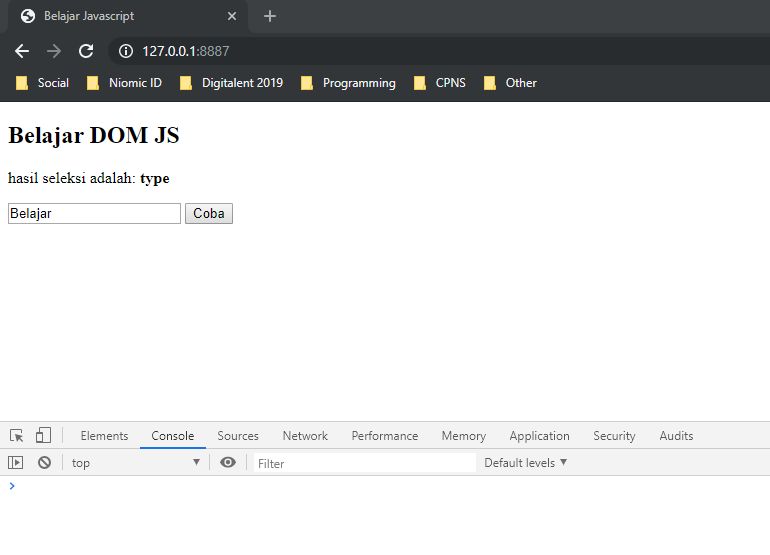 Belajar Javascript
127.0.0.1:8887
Social Niomic ID Digitalent 2019 Programming CPNS Other
Belajar DOM JS
hasil seleksi adalah: type
Belajar Coba
Elements Console Sources Network Performance Memory Application Security Audits
top Filter Default levels